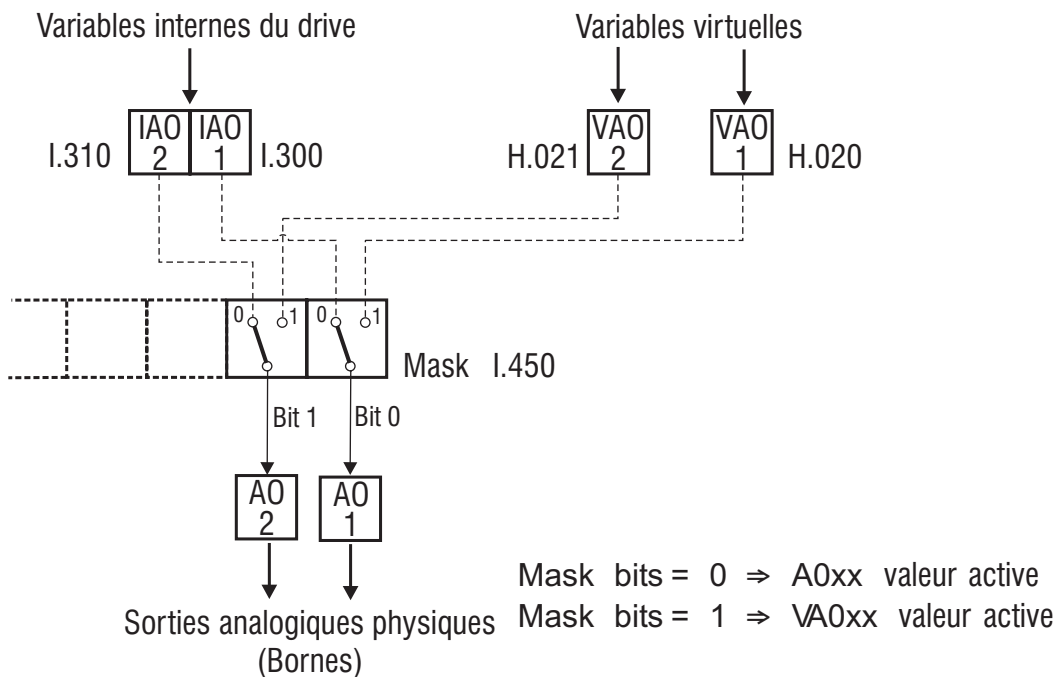 Variables internes du drive
Variables virtuelles
I.310
IAO
2
IAO
1
I.300
H.021
VAO
2
VAO
1
H.020
0
1
0
1
Mask I.450
Bit 1
Bit 0
AO
2
AO
1
Mask bits = 0 ⇒ A0xx valeur active
Mask bits = 1 ⇒ VA0xx valeur active
Sorties analogiques physiques
(Bornes)